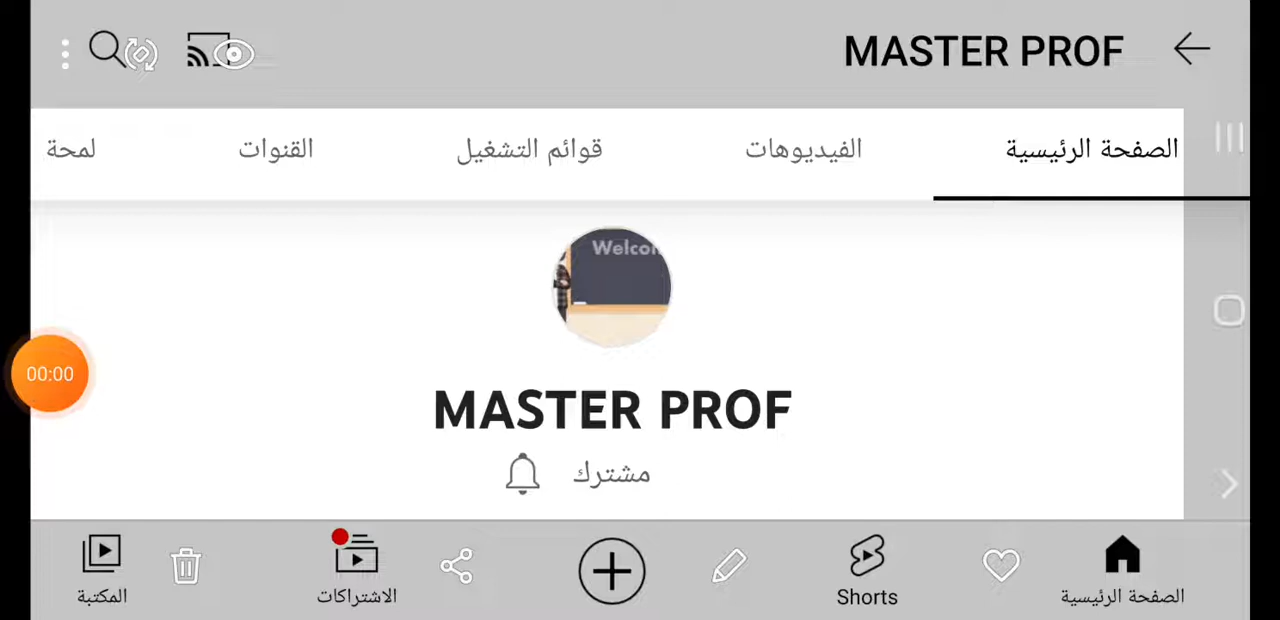 MASTER PROF
الصفحة الرئيسية
الفيديوهات
قوائم التشغيل
القنوات
لمحة
Welcon
00:00
MASTER PROF
مشترك
الصفحة الرئيسية
Shorts
الاشتراكات
المكتبة